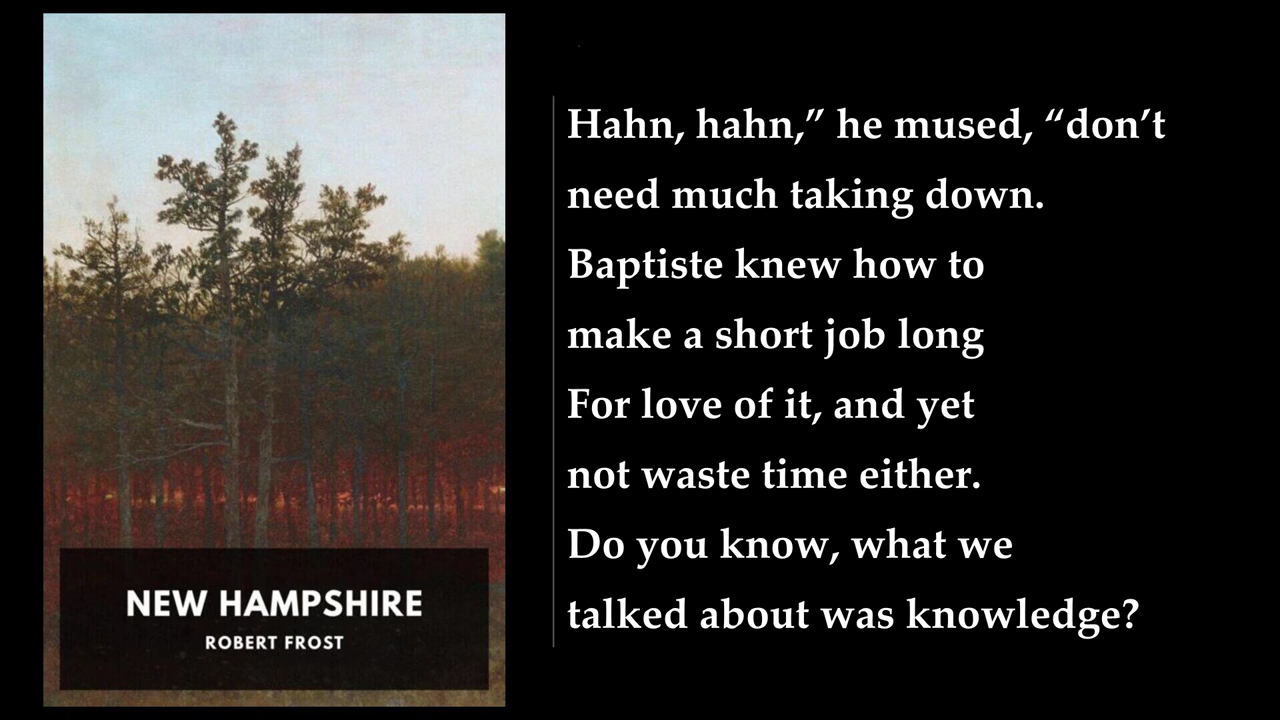 NEW HAMPSHIRE
ROBERT FROST
Hahn, hahn,” he mused, “don’t
need much taking down.
Baptiste knew how to
make a short job long
For love of it, and yet
not waste time either.
Do you know, what we
talked about was knowledge?